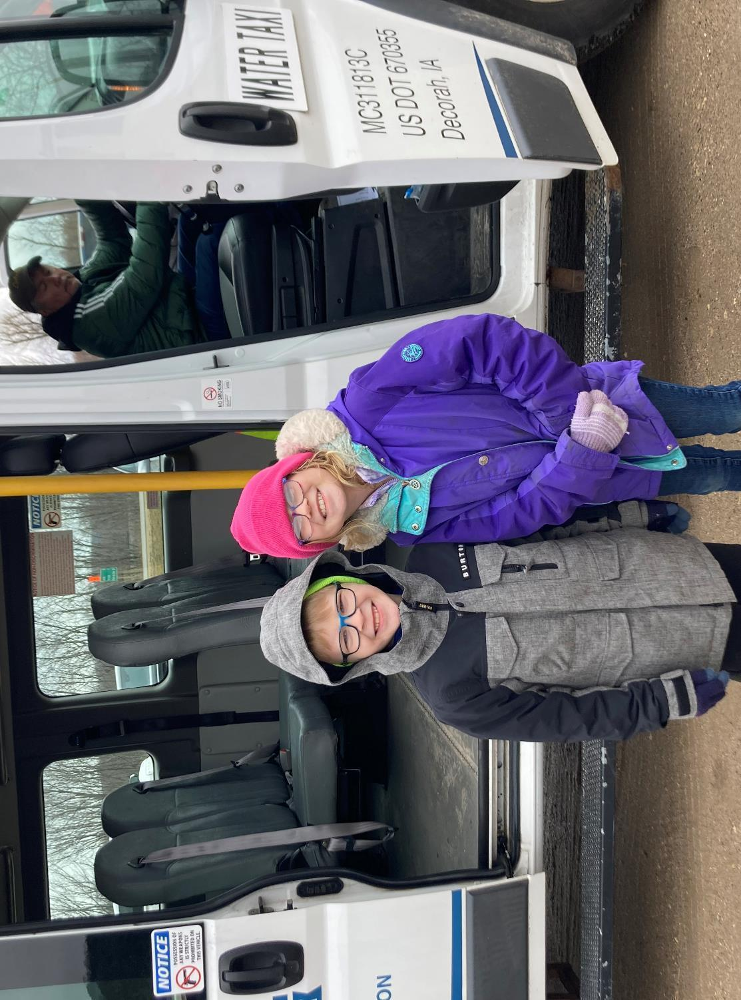 WATER TAXI
MC311813C
US DOT 670355
Decorah, IA
NO SMOKING
NOTICE
BURTON
BURTON
NOTICE
POSSESSION OF
ANY WEAPONS
IS STRICTLY
PROHIBITED ON
THIS VEHICLE.
ON